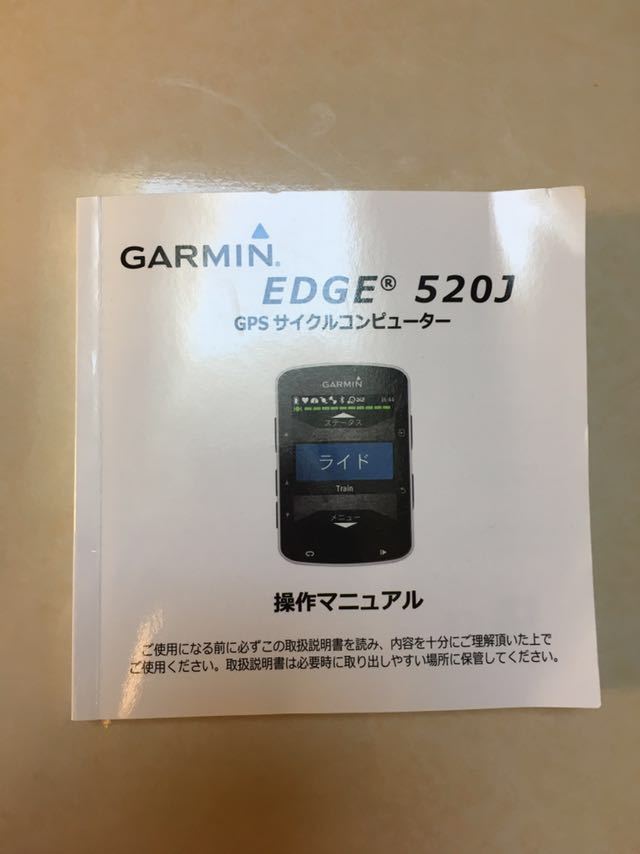 GARMIN.
EDGE® 520J
GPS サイクルコンピューター
GARMIN
ステータス
ライド
Train
メニュー
操作マニュアル
ご使用になる前に必ずこの取扱説明書を読み、内容を十分にご理解頂いた上で
ご使用ください。取扱説明書は必要時に取り出しやすい場所に保管してください。